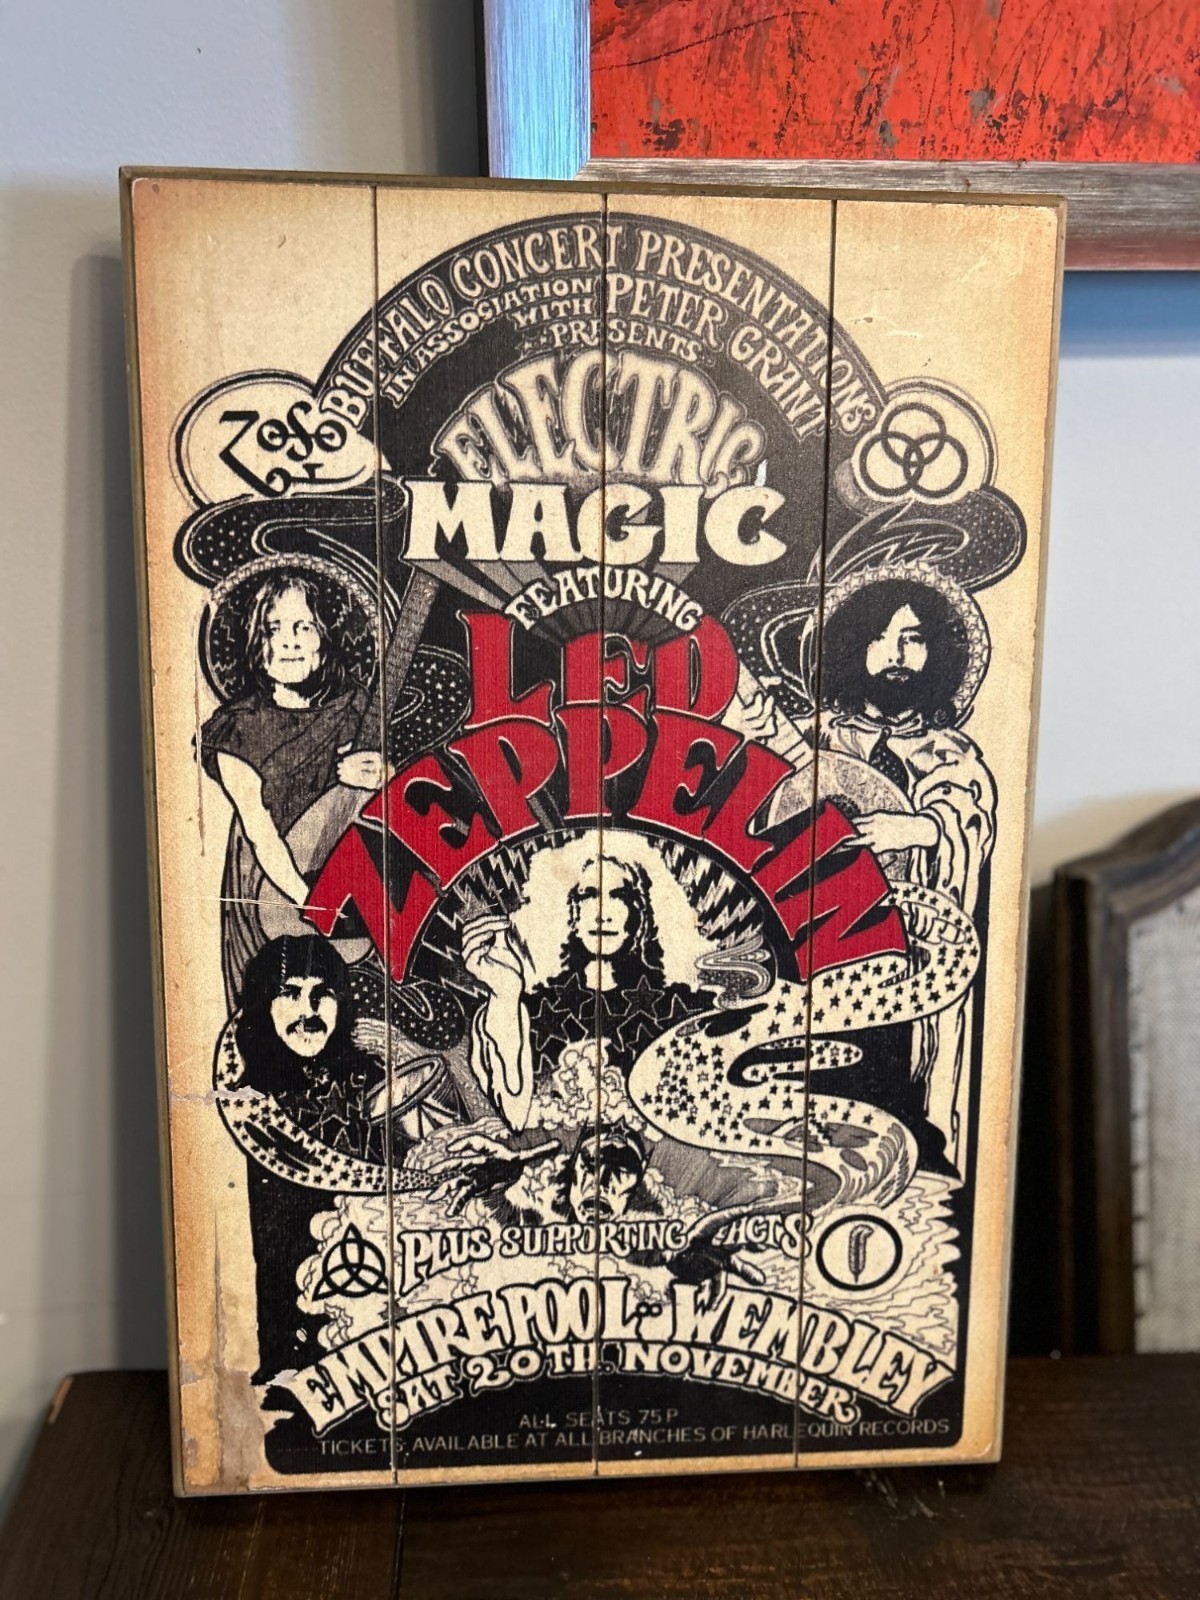 BUFFALO CONCERT PRESENTATIONS
IN ASSOCIATION WITH PETER GRANT
PRESENTS
ELECTRIC
MAGIC
FEATURING
LED
ZEPPELIN
ZOSO
PLUS SUPPORTING ACTS
EMPIRE POOL·· WEMBLEY
SAT 20TH NOVEMBER
ALL SEATS 75P
TICKETS AVAILABLE AT ALL BRANCHES OF HARLEQUIN RECORDS